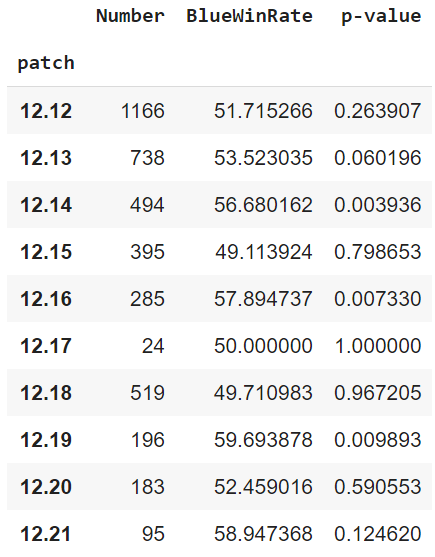 Number BlueWinRate p-value
patch
12.12 1166 51.715266 0.263907
12.13 738 53.523035 0.060196
12.14 494 56.680162 0.003936
12.15 395 49.113924 0.798653
12.16 285 57.894737 0.007330
12.17 24 50.000000 1.000000
12.18 519 49.710983 0.967205
12.19 196 59.693878 0.009893
12.20 183 52.459016 0.590553
12.21 95 58.947368 0.124620